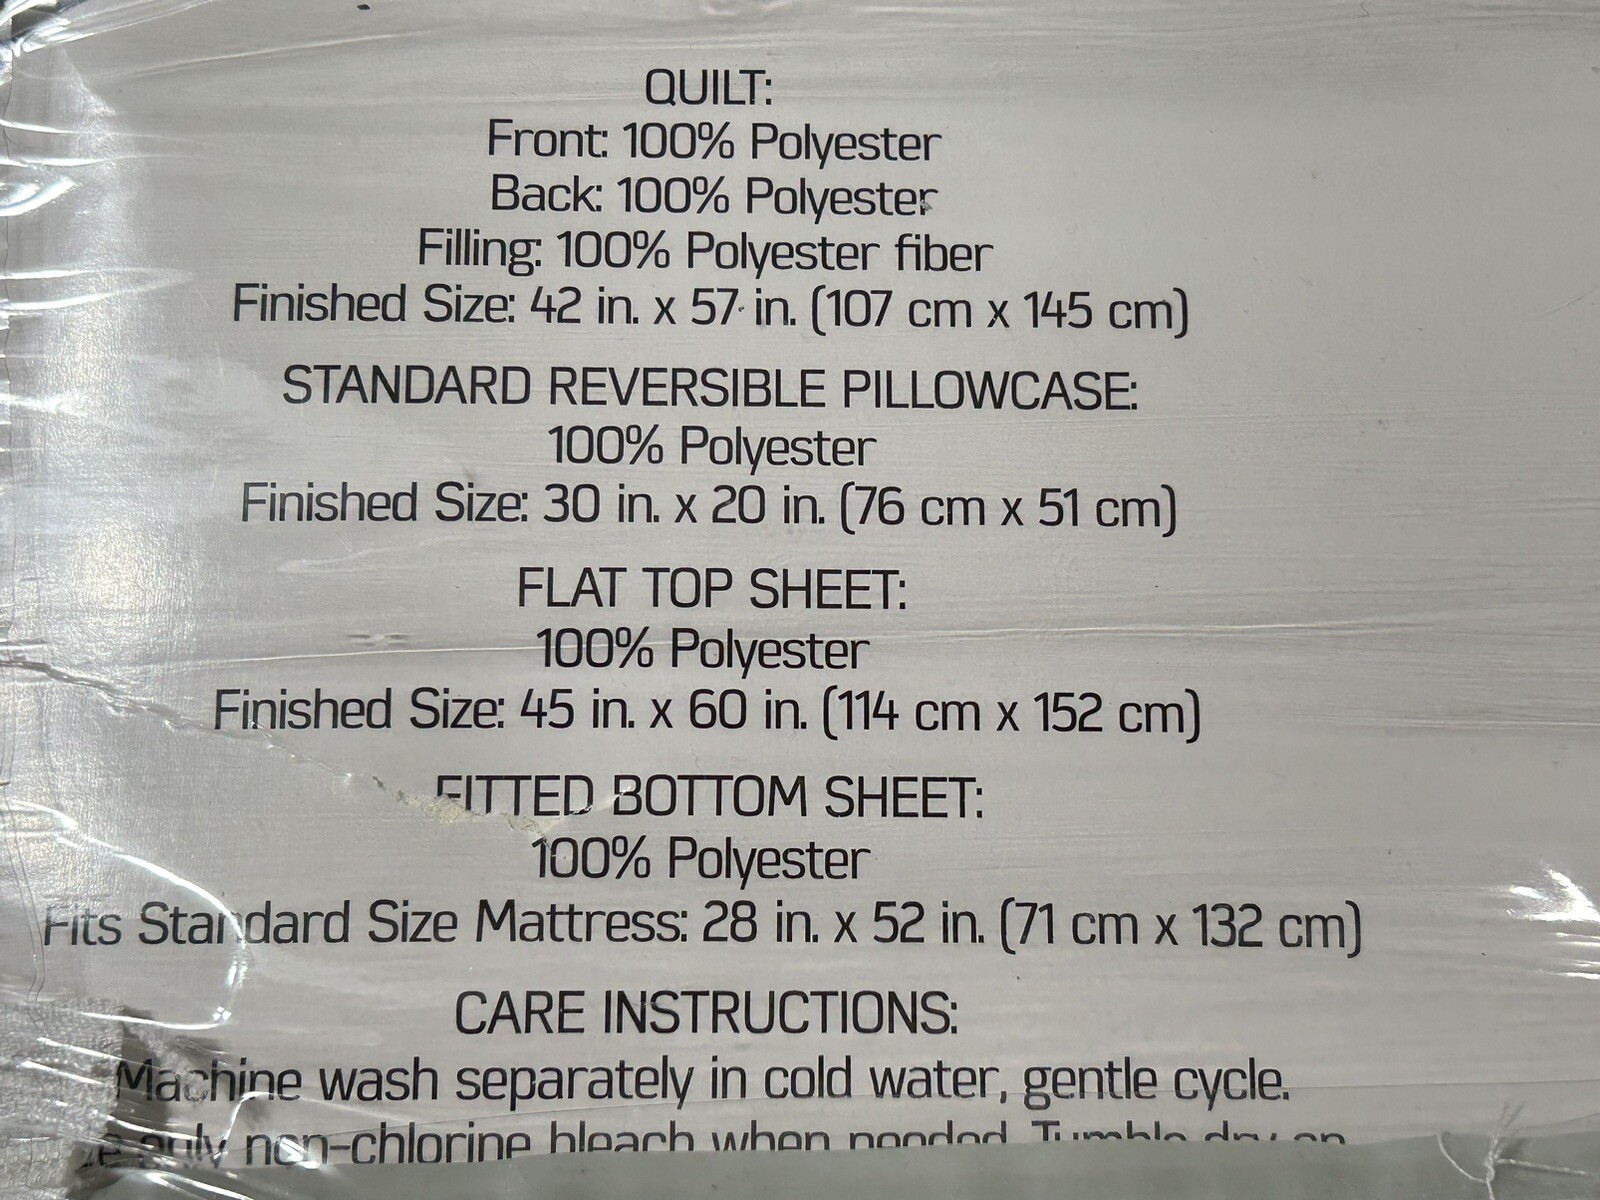 QUILT:
Front: 100% Polyester
Back: 100% Polyester
Filling: 100% Polyester fiber
Finished Size: 42 in. x 57 in. (107 cm x 145 cm)
STANDARD REVERSIBLE PILLOWCASE:
100% Polyester
Finished Size: 30 in. x 20 in. (76 cm x 51 cm)
FLAT TOP SHEET:
100% Polyester
Finished Size: 45 in. x 60 in. (114 cm x 152 cm)
FITTED BOTTOM SHEET:
100% Polyester
Fits Standard Size Mattress: 28 in. x 52 in. (71 cm x 132 cm)
CARE INSTRUCTIONS:
Machine wash separately in cold water, gentle cycle.
only non-chlorine bleach when needed. Tumble dry on